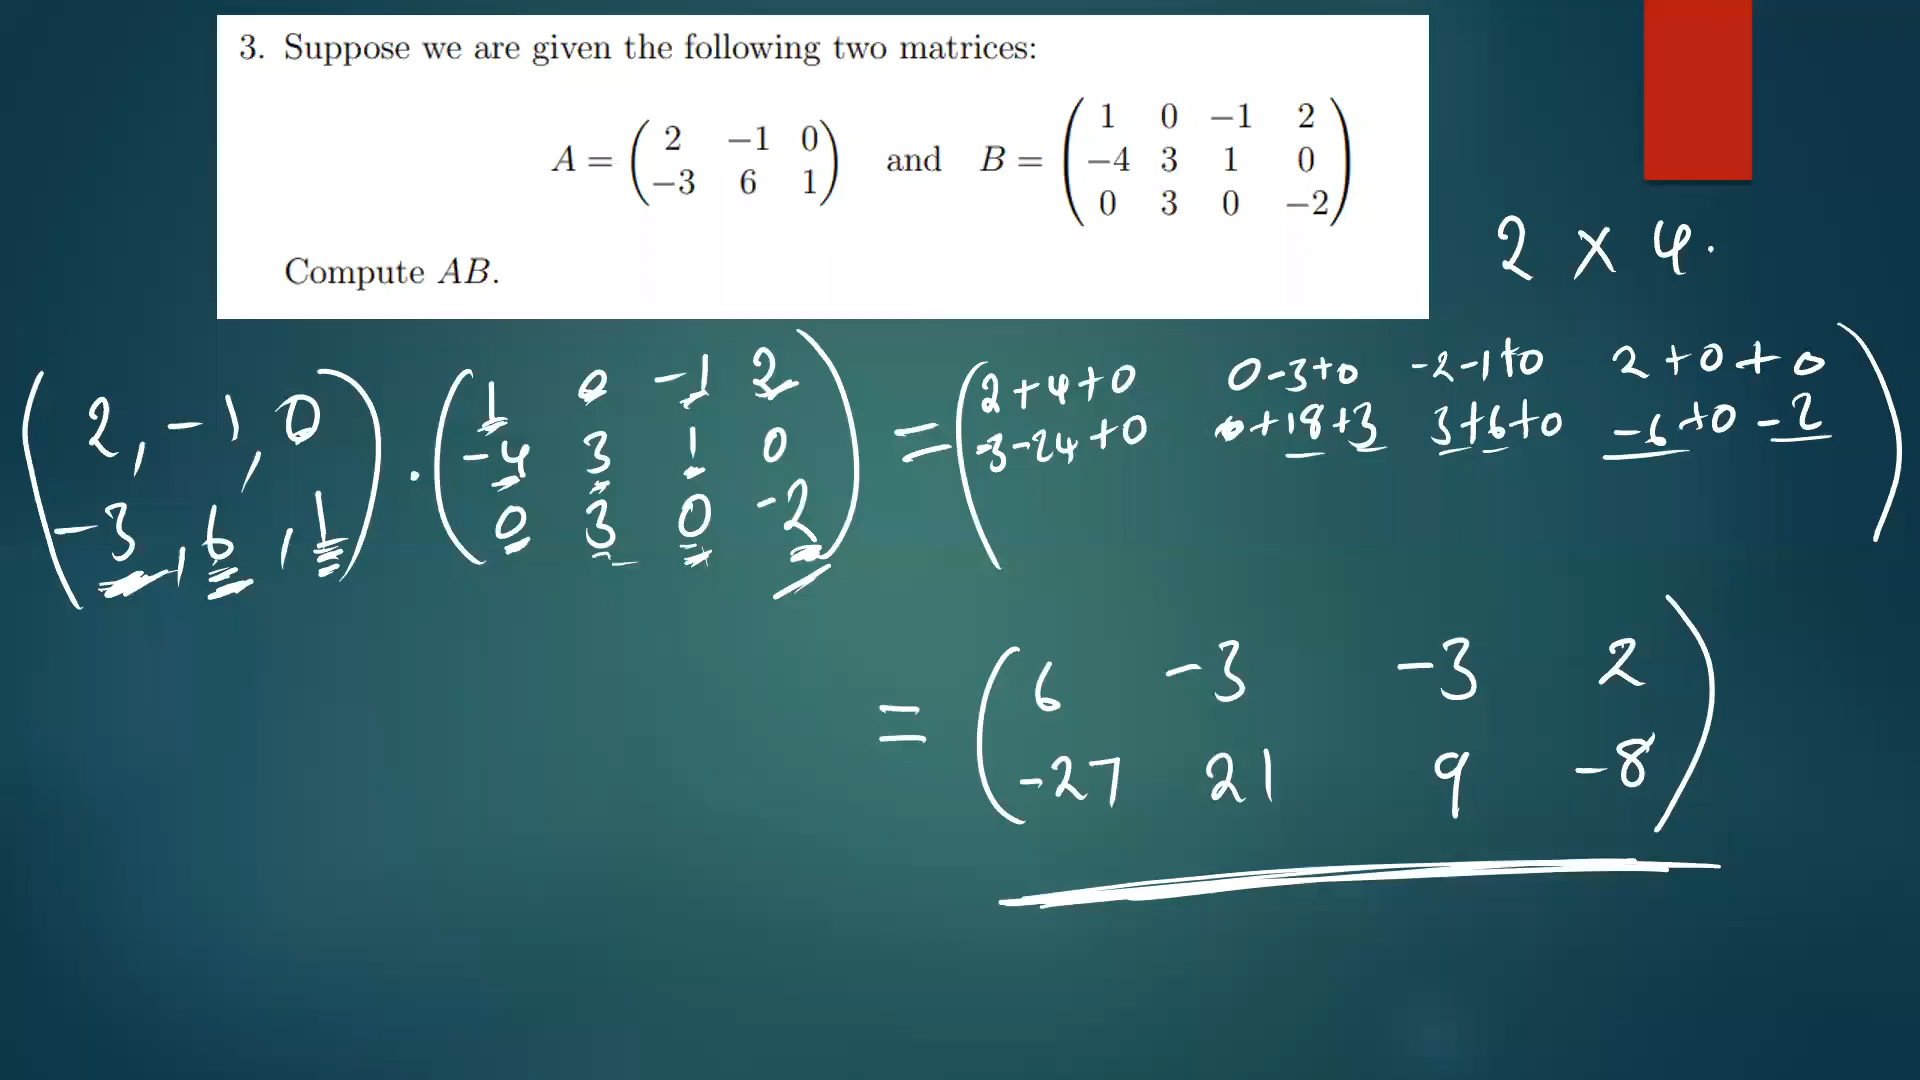 3. Suppose we are given the following two matrices:
A = ( 2 −1 0 
−3 6 1 ) and B = ( 1 0 −1 2
−4 3 1 0
0 3 0 −2 )
Compute AB.
2 × 4.
( 2, -1, 0
-3, 6, 1 ) . ( 1 0 -1 2
-4 3 1 0
0 3 0 -2 ) = ( 2+4+0 0-3+0 -2-1+0 2+0+0
-3-24+0 0+18+3 3+6+0 -6+0-2 )
= ( 6 -3 -3 2
-27 21 9 -8 )